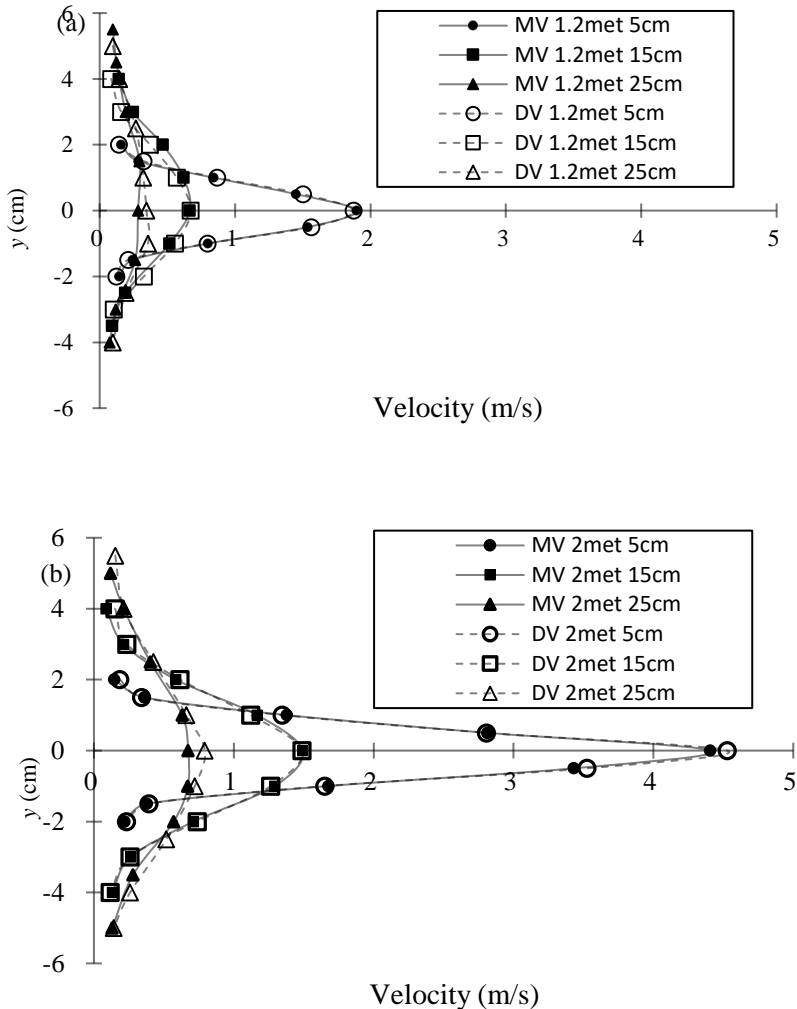 (a)
6
4
2
0
-2
-4
-6
y (cm)
0 1 2 3 4 5
Velocity (m/s)
MV 1.2met 5cm
MV 1.2met 15cm
MV 1.2met 25cm
DV 1.2met 5cm
DV 1.2met 15cm
DV 1.2met 25cm
(b)
6
4
2
0
-2
-4
-6
y (cm)
0 1 2 3 4 5
Velocity (m/s)
MV 2met 5cm
MV 2met 15cm
MV 2met 25cm
DV 2met 5cm
DV 2met 15cm
DV 2met 25cm